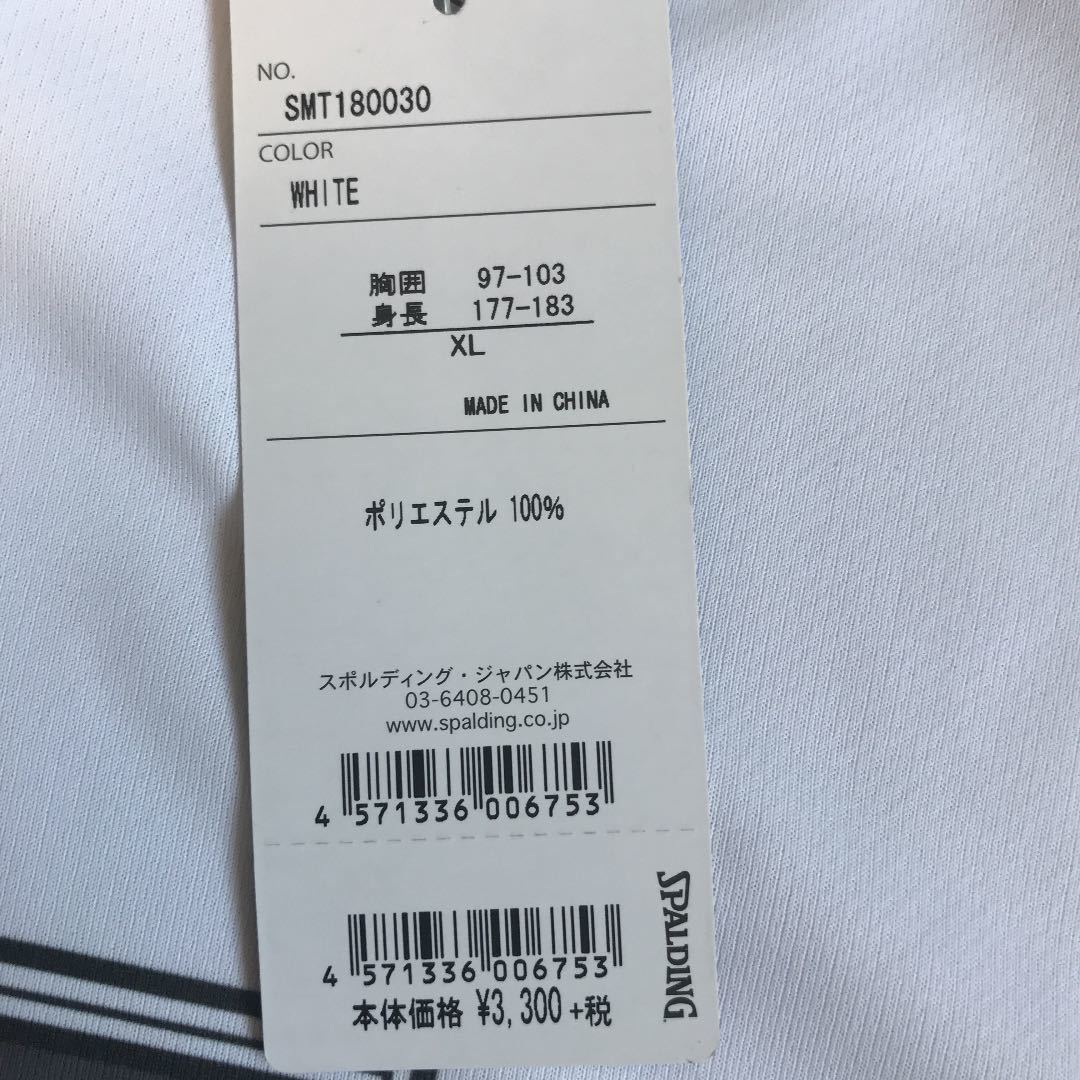 NO.
SMT180030
COLOR
WHITE
胸囲 97-103
身長 177-183
XL
MADE IN CHINA
ポリエステル 100%
スポルディング・ジャパン株式会社
03-6408-0451
www.spalding.co.jp
4 571336 006753
SPALDING
4 571336 006753
本体価格 ¥3,300 +税